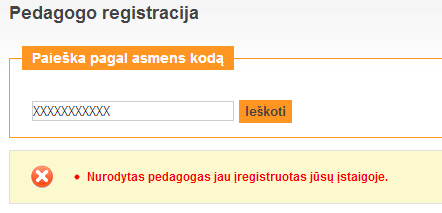 Pedagogo registracija
Paieška pagal asmens kodą
XXXXXXXXXXX Ieškoti
Nurodytas pedagogas jau įregistruotas jūsų įstaigoje.